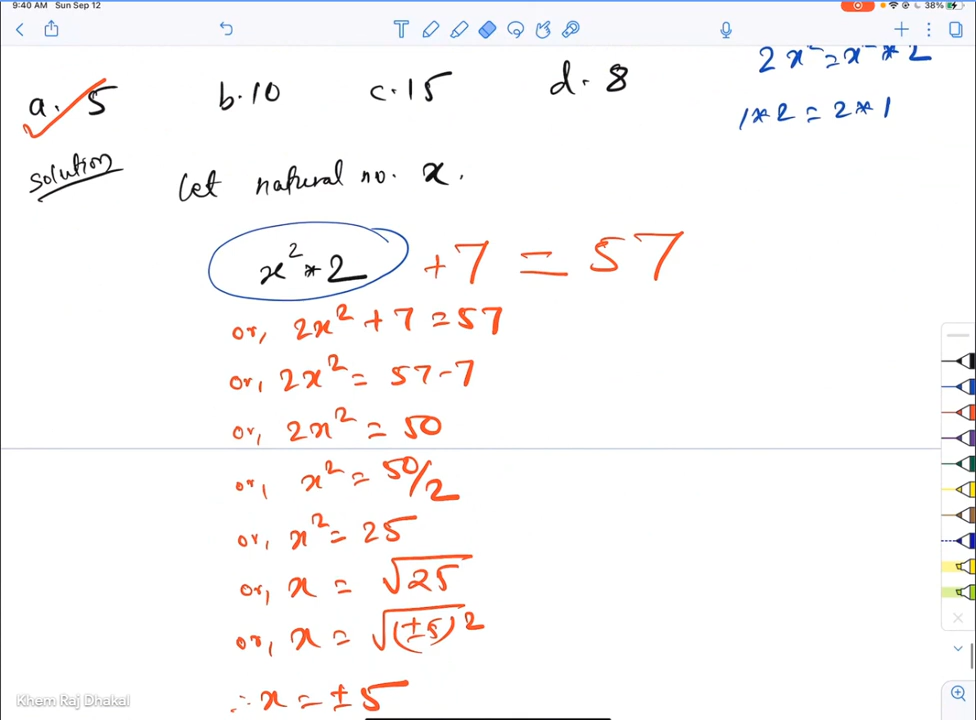 9:40 AM Sun Sep 12
38%
2x²=x²*2
a. 5 b.10 c.15 d.8
1*2 = 2*1
solution
Let natural no. x.
x²*2 +7 = 57
or, 2x²+7=57
or, 2x²= 57-7
or, 2x² = 50
or, x² = 50/2
or, x² = 25
or, x = √25
or, x = √(±5)²
∴x = ±5
Khem Raj Dhakal